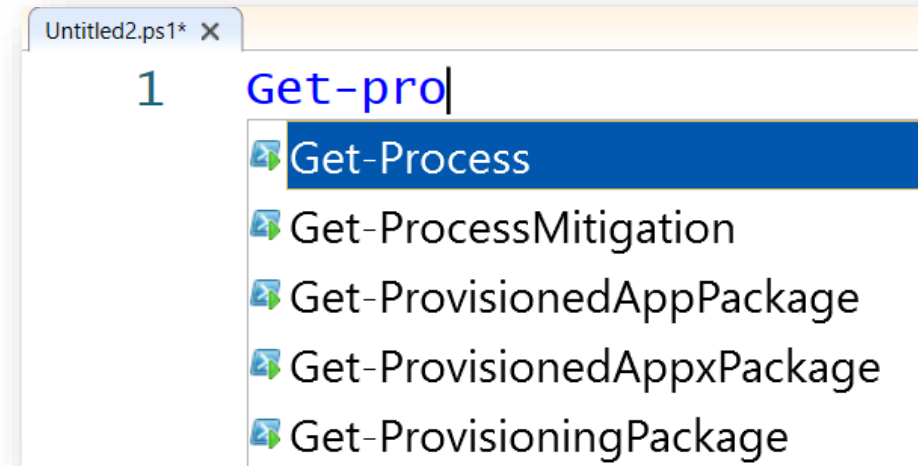 Untitled2.ps1* X
1 Get-pro
Get-Process
Get-ProcessMitigation
Get-ProvisionedAppPackage
Get-ProvisionedAppxPackage
Get-ProvisioningPackage